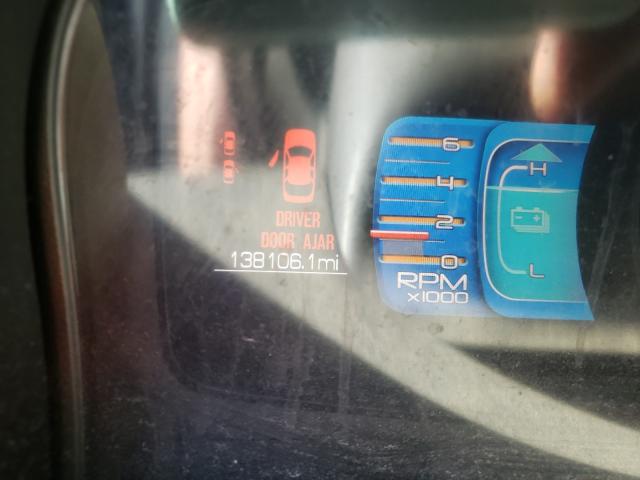 DRIVER
DOOR AJAR
138106.1mi
6
4
2
0
RPM
x1000
H
L